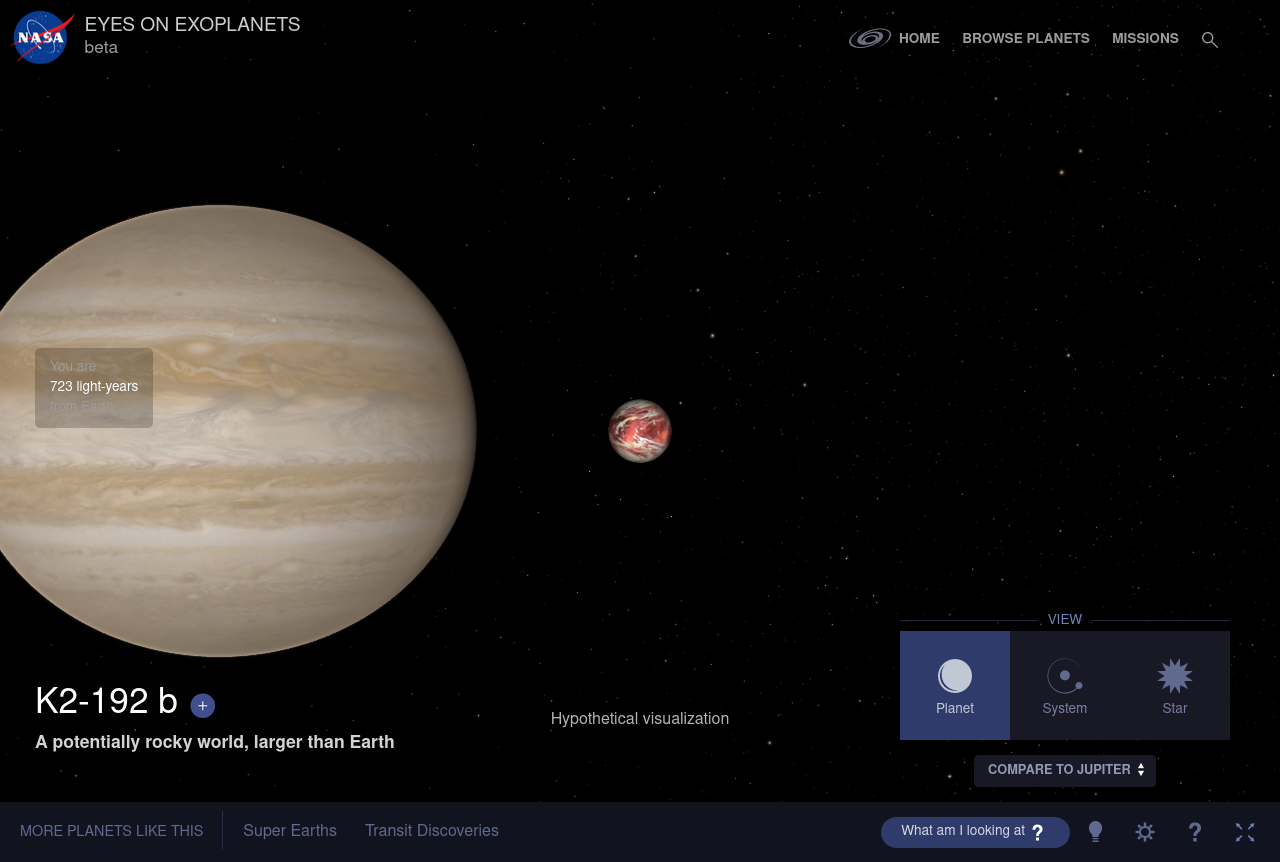 NASA
EYES ON EXOPLANETS
beta
HOME
BROWSE PLANETS
MISSIONS
You are
723 light-years
from Earth
K2-192 b
+
A potentially rocky world, larger than Earth
Hypothetical visualization
VIEW
Planet
System
Star
COMPARE TO JUPITER
MORE PLANETS LIKE THIS
Super Earths
Transit Discoveries
What am I looking at ?
?